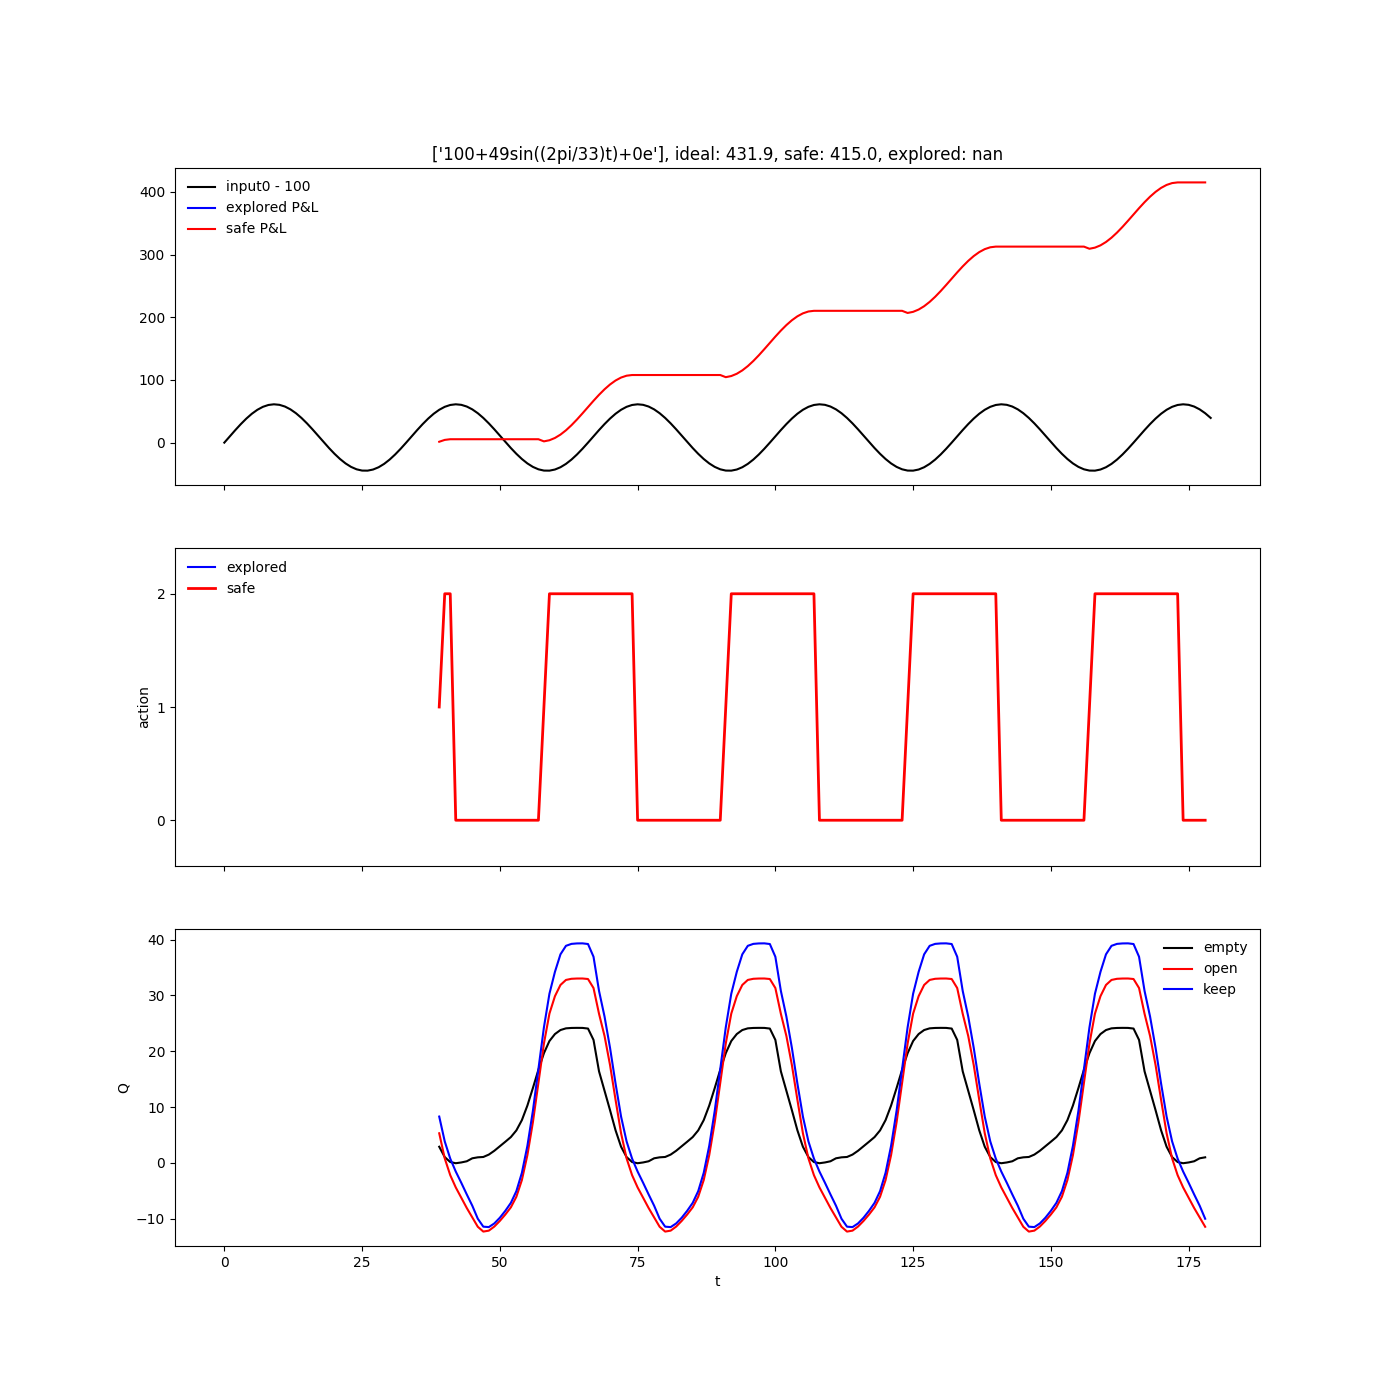 ['100+49sin((2pi/33)t)+0e'], ideal: 431.9, safe: 415.0, explored: nan
400
300
200
100
0
input0 - 100
explored P&L
safe P&L
action
2
1
0
explored
safe
Q
40
30
20
10
0
−10
empty
open
keep
0 25 50 75 100 125 150 175
t